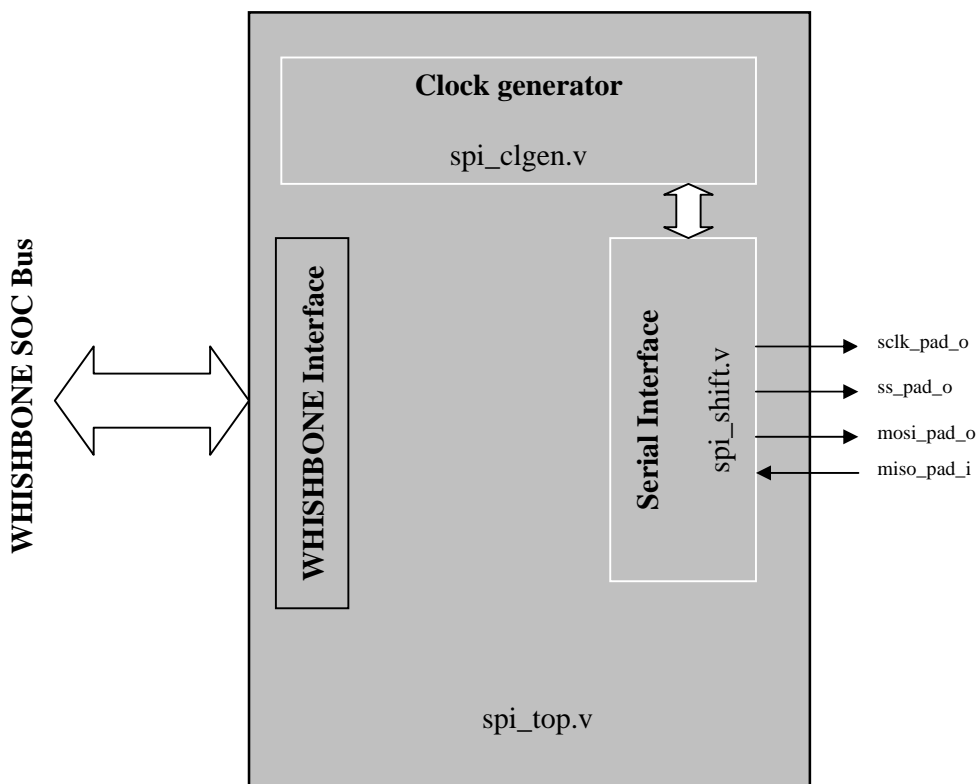 Clock generator
spi_clgen.v
WHISHBONE SOC Bus
WHISHBONE Interface
Serial Interface
spi_shift.v
sclk_pad_o
ss_pad_o
mosi_pad_o
miso_pad_i
spi_top.v